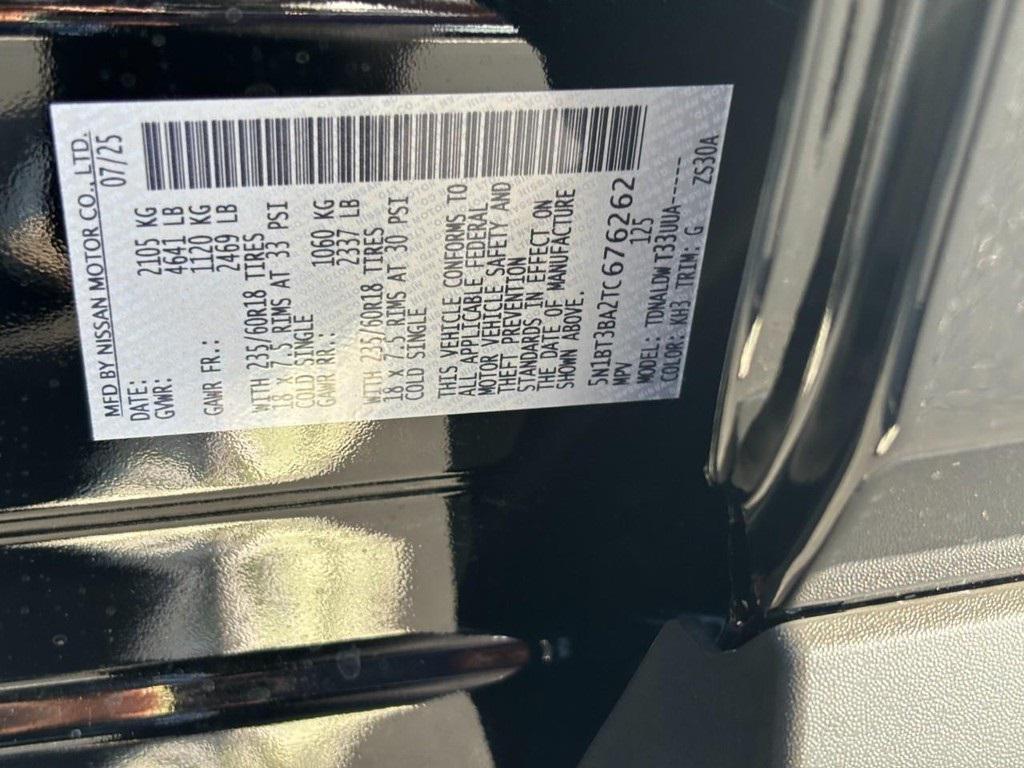 MFD BY NISSAN MOTOR CO., LTD.
DATE: 07/25
GVWR: 2105 KG
4641 LB
GAWR FR.: 1120 KG
2469 LB
WITH 235/60R18 TIRES
18 X 7.5 RIMS AT 33 PSI
COLD SINGLE
GAWR RR.: 1060 KG
2337 LB
WITH 235/60R18 TIRES
18 X 7.5 RIMS AT 30 PSI
COLD SINGLE
THIS VEHICLE CONFORMS TO
ALL APPLICABLE FEDERAL
MOTOR VEHICLE SAFETY AND
THEFT PREVENTION
STANDARDS IN EFFECT ON
THE DATE OF MANUFACTURE
SHOWN ABOVE.
5N1BT3BA2TC676262
MPV 125
MODEL: TDNALDW T33UUA-----
COLOR: KH3 TRIM: G ZS30A